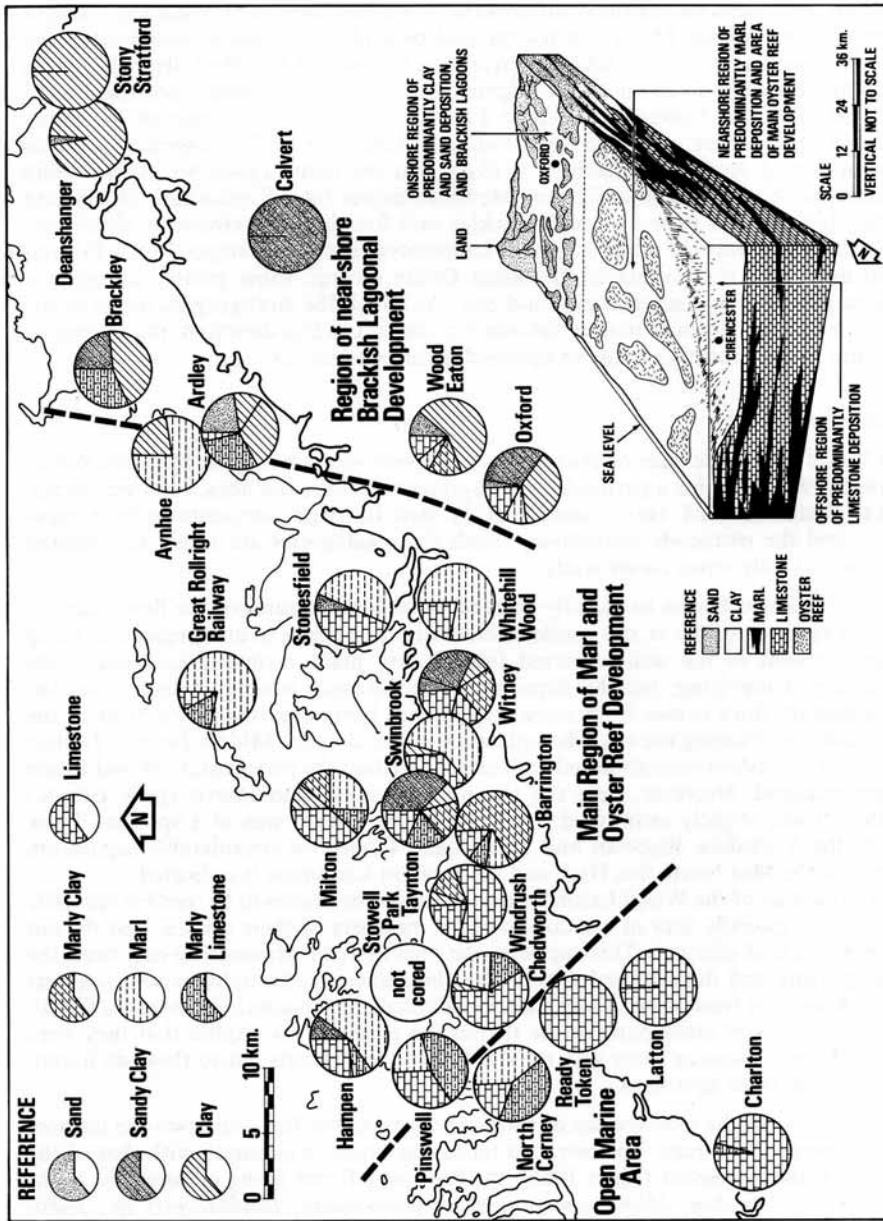 REFERENCE
Sand
Sandy Clay
Clay
Marly Clay
Marl
Marly
Limestone
Limestone
N
0 5 10 km.
Hampen
Pinswell
North
Cerney
Ready
Token
Latton
Charlton
Open Marine
Area
Stowell
Park
not
cored
Chedworth
Windrush
Milton
Taynton
Barrington
Swinbrook
Witney
Main Region of Marl and
Oyster Reef Development
Great Rollright
Railway
Stonesfield
Whitehill
Wood
Aynhoe
Ardley
Brackley
Deanshanger
Stony
Stratford
Calvert
Region of near-shore
Brackish Lagoonal
Development
Wood
Eaton
Oxford
REFERENCE
SAND
CLAY
MARL
LIMESTONE
OYSTER
REEF
ONSHORE REGION OF
PREDOMINANTLY CLAY
AND SAND DEPOSITION,
AND BRACKISH LAGOONS
LAND
OXFORD
SEA LEVEL
CIRENCESTER
NEARSHORE REGION OF
PREDOMINANTLY MARL
DEPOSITION AND AREA
OF MAIN OYSTER REEF
DEVELOPMENT
OFFSHORE REGION
OF PREDOMINANTLY
LIMESTONE DEPOSITION
N
SCALE
0 12 24 36 km.
VERTICAL NOT TO SCALE